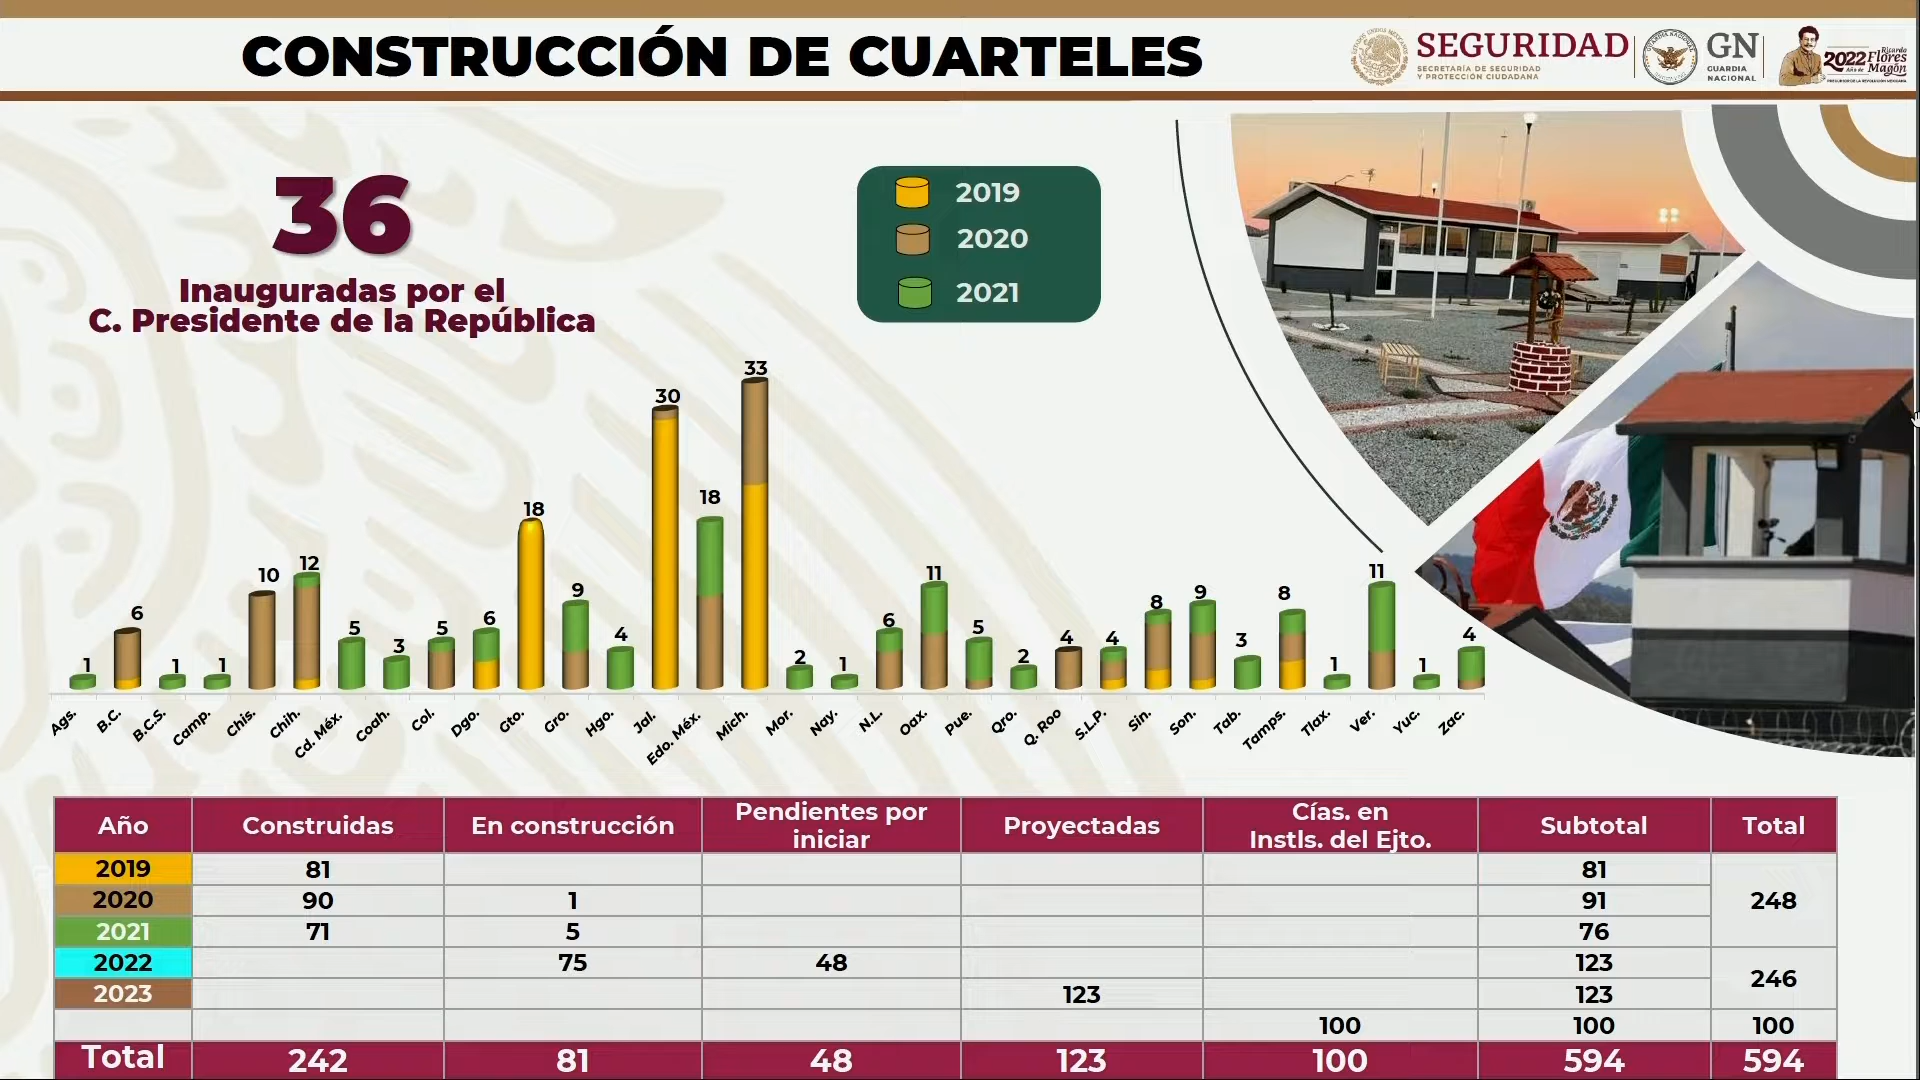 CONSTRUCCIÓN DE CUARTELES
SEGURIDAD
SECRETARÍA DE SEGURIDAD
Y PROTECCIÓN CIUDADANA
GN
GUARDIA
NACIONAL
2022 Ricardo
Flores
Año de Magón
36
Inauguradas por el
C. Presidente de la República
2019
2020
2021
1 6 1 1 10 12 5 3 5 6 18 9 4 30 18 33 2 1 6 11 5 2 4 4 8 9 3 8 1 11 1 4
Ags. B.C. B.C.S. Camp. Chis. Chih. Cd. Méx. Coah. Col. Dgo. Gto. Gro. Hgo. Jal. Edo. Méx. Mich. Mor. Nay. N.L. Oax. Pue. Qro. Q. Roo S.L.P. Sin. Son. Tab. Tamps. Tlax. Ver. Yuc. Zac.
Año Construidas En construcción Pendientes por iniciar Proyectadas Cías. en Instls. del Ejto. Subtotal Total
2019 81 81
2020 90 1 91 248
2021 71 5 76
2022 75 48 123
246
2023 123 123
100 100 100
Total 242 81 48 123 100 594 594